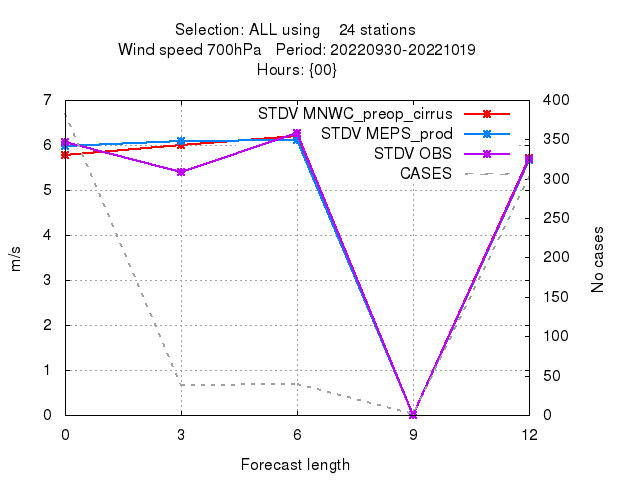 Selection: ALL using    24 stations
Wind speed 700hPa   Period: 20220930-20221019
Hours: {00}
7
6
5
4
3
2
1
0
m/s
STDV MNWC_preop_cirrus
STDV MEPS_prod
STDV OBS
CASES
400
350
300
250
200
150
100
50
0
No cases
0 3 6 9 12
Forecast length